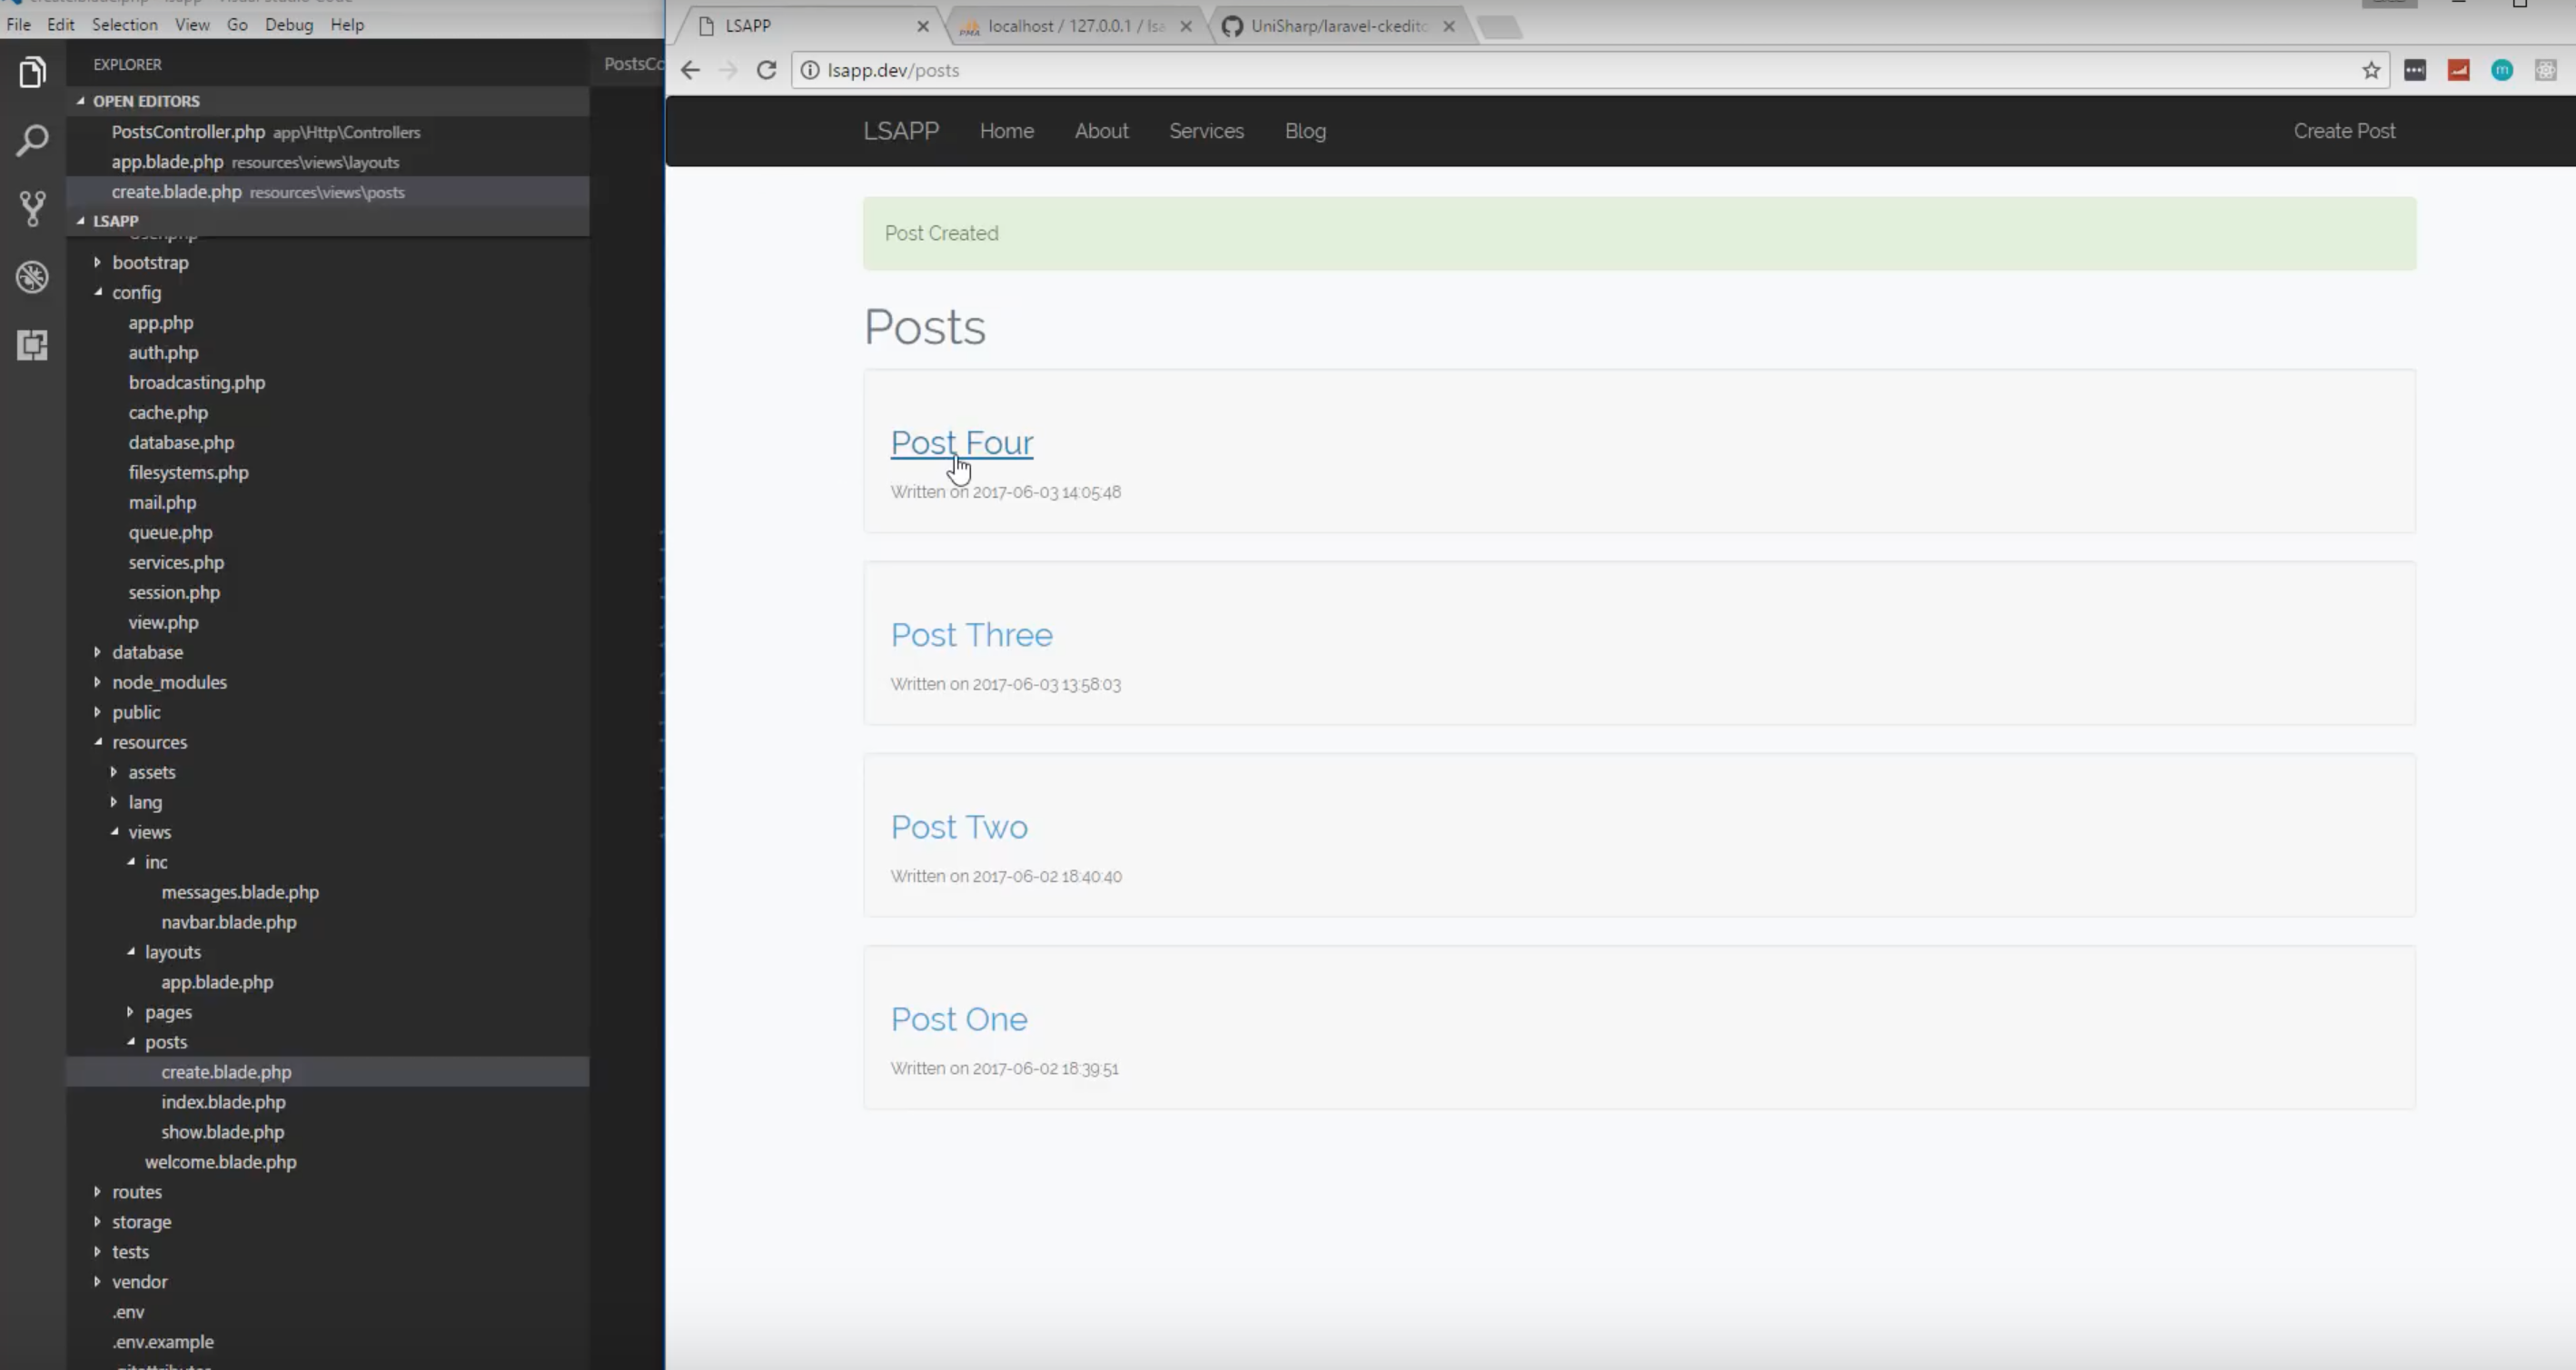 File Edit Selection View Go Debug Help
EXPLORER
OPEN EDITORS
PostsController.php app\Http\Controllers
app.blade.php resources\views\layouts
create.blade.php resources\views\posts
LSAPP
bootstrap
config
app.php
auth.php
broadcasting.php
cache.php
database.php
filesystems.php
mail.php
queue.php
services.php
session.php
view.php
database
node_modules
public
resources
assets
lang
views
inc
messages.blade.php
navbar.blade.php
layouts
app.blade.php
pages
posts
create.blade.php
index.blade.php
show.blade.php
welcome.blade.php
routes
storage
tests
vendor
.env
.env.example
PostsCo
LSAPP
localhost / 127.0.0.1 / lsa
UniSharp/laravel-ckedito
lsapp.dev/posts
LSAPP Home About Services Blog Create Post
Post Created
Posts
Post Four
Written on 2017-06-03 14:05:48
Post Three
Written on 2017-06-03 13:58:03
Post Two
Written on 2017-06-02 18:40:40
Post One
Written on 2017-06-02 18:39:51